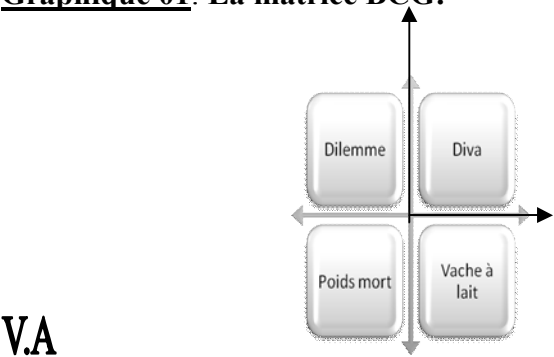 Graphique 01. La matrice BCG.
Dilemme
Diva
Poids mort
Vache à
lait
V.A